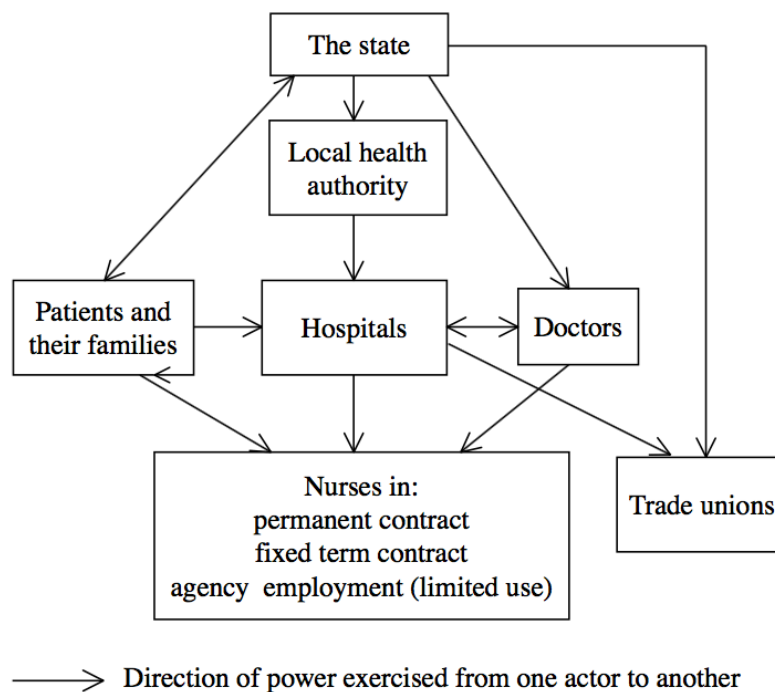 The state
Local health
authority
Patients and
their families
Hospitals
Doctors
Nurses in:
permanent contract
fixed term contract
agency employment (limited use)
Trade unions
Direction of power exercised from one actor to another